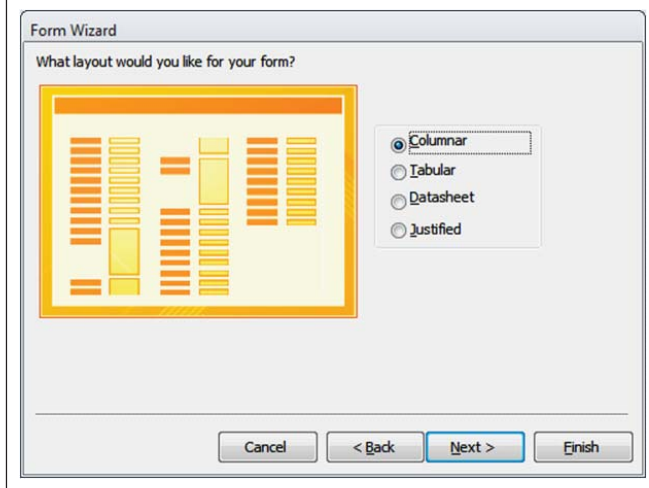 Form Wizard
What layout would you like for your form?
Columnar
Tabular
Datasheet
Justified
Cancel
< Back
Next >
Finish